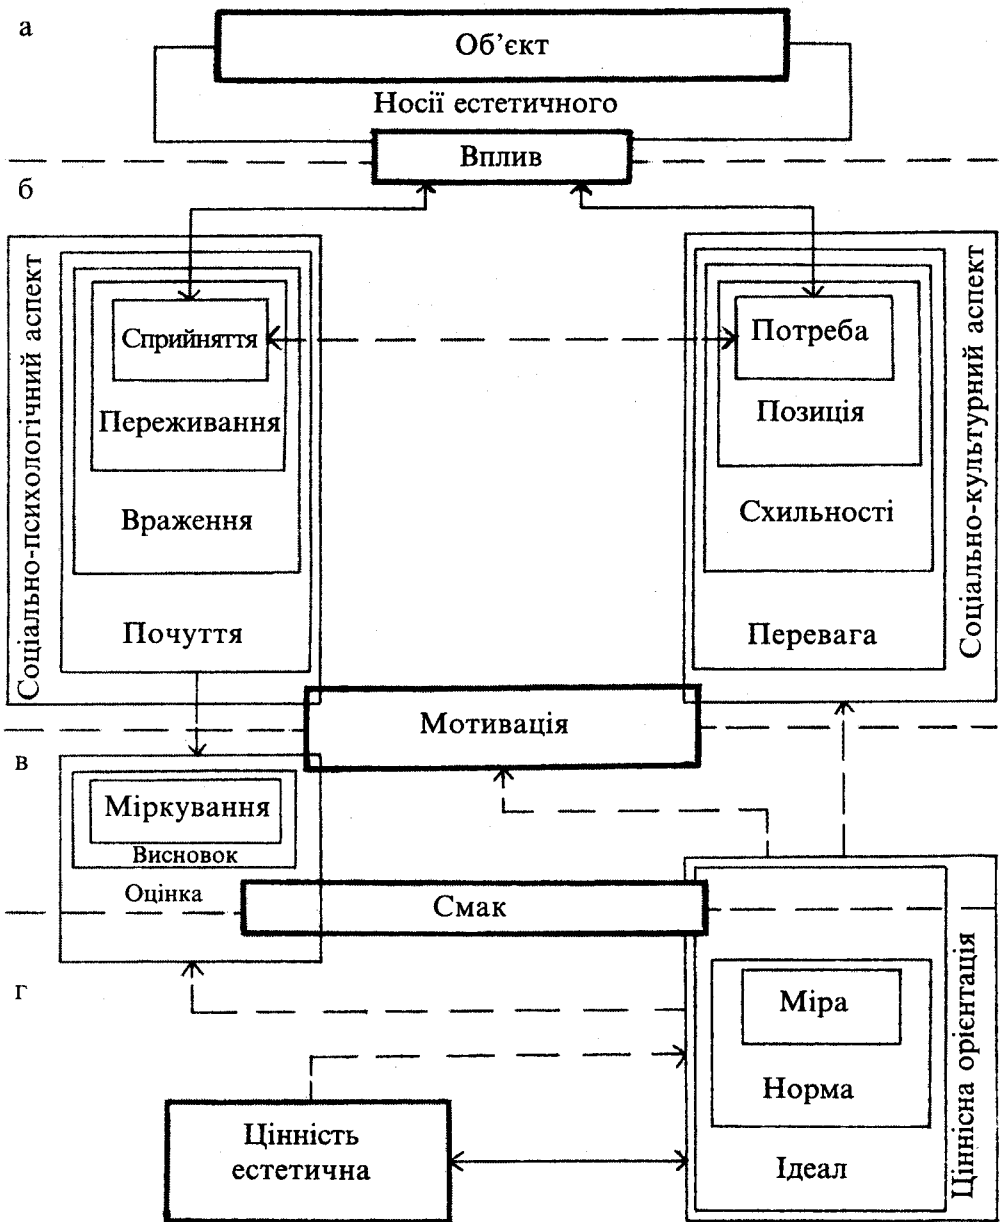 а
Об’єкт
Носії естетичного
Вплив
б
Соціально-психологічний аспект
Сприйняття
Переживання
Враження
Почуття
Потреба
Позиція
Схильності
Перевага
Соціально-культурний аспект
Мотивація
в
Міркування
Висновок
Оцінка
Смак
г
Міра
Норма
Ідеал
Ціннісна орієнтація
Цінність
естетична